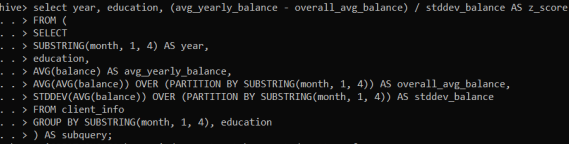 hive> select year, education, (avg_yearly_balance - overall_avg_balance) / stddev_balance AS z_score
. . > FROM (
. . > SELECT
. . > SUBSTRING(month, 1, 4) AS year,
. . > education,
. . > AVG(balance) AS avg_yearly_balance,
. . > AVG(AVG(balance)) OVER (PARTITION BY SUBSTRING(month, 1, 4)) AS overall_avg_balance,
. . > STDDEV(AVG(balance)) OVER (PARTITION BY SUBSTRING(month, 1, 4)) AS stddev_balance
. . > FROM client_info
. . > GROUP BY SUBSTRING(month, 1, 4), education
. . > ) AS subquery;